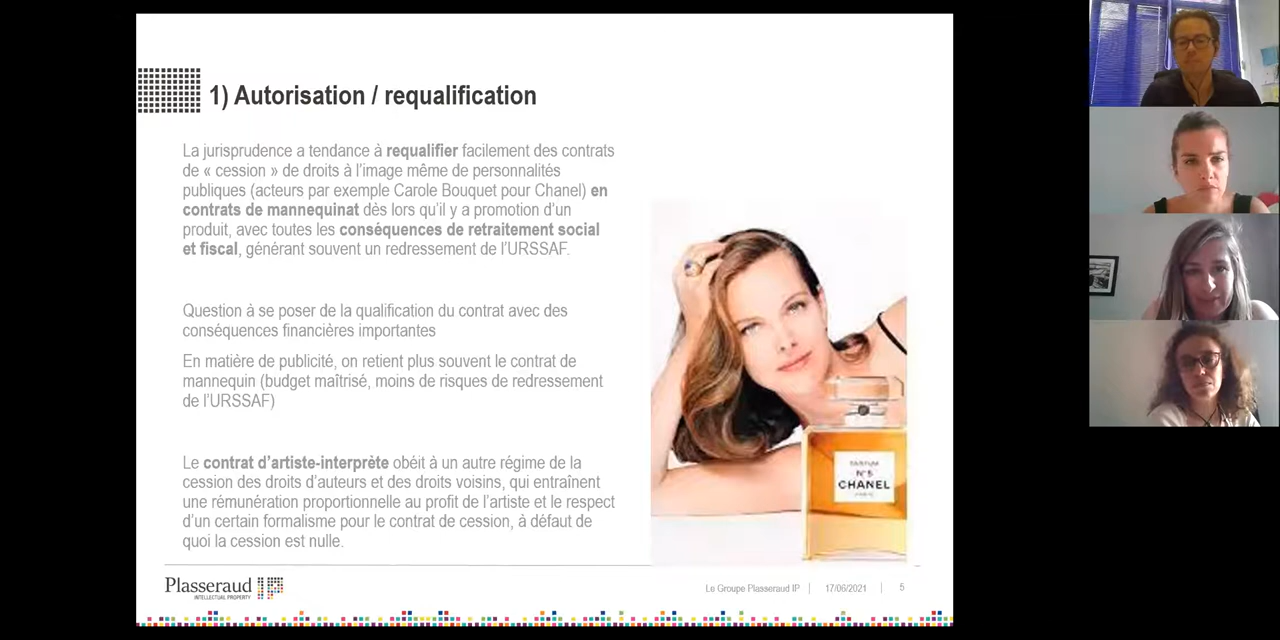 1) Autorisation / requalification
La jurisprudence a tendance à requalifier facilement des contrats
de « cession » de droits à l'image même de personnalités
publiques (acteurs par exemple Carole Bouquet pour Chanel) en
contrats de mannequinat dès lors qu'il y a promotion d'un
produit, avec toutes les conséquences de retraitement social
et fiscal, générant souvent un redressement de l'URSSAF.
Question à se poser de la qualification du contrat avec des
conséquences financières importantes
En matière de publicité, on retient plus souvent le contrat de
mannequin (budget maîtrisé, moins de risques de redressement
de l'URSSAF)
Le contrat d'artiste-interprète obéit à un autre régime de la
cession des droits d'auteurs et des droits voisins, qui entraînent
une rémunération proportionnelle au profit de l'artiste et le respect
d'un certain formalisme pour le contrat de cession, à défaut de
quoi la cession est nulle.
PARFUM
N°5
CHANEL
PARIS
Plasseraud IP
INTELLECTUAL PROPERTY
Le Groupe Plasseraud IP | 17/06/2021 | 5